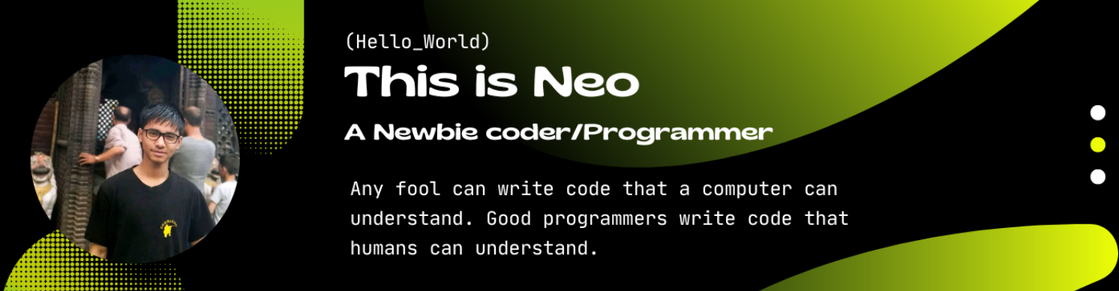 (Hello_World)
This is Neo
A Newbie coder/Programmer
Any fool can write code that a computer can
understand. Good programmers write code that
humans can understand.